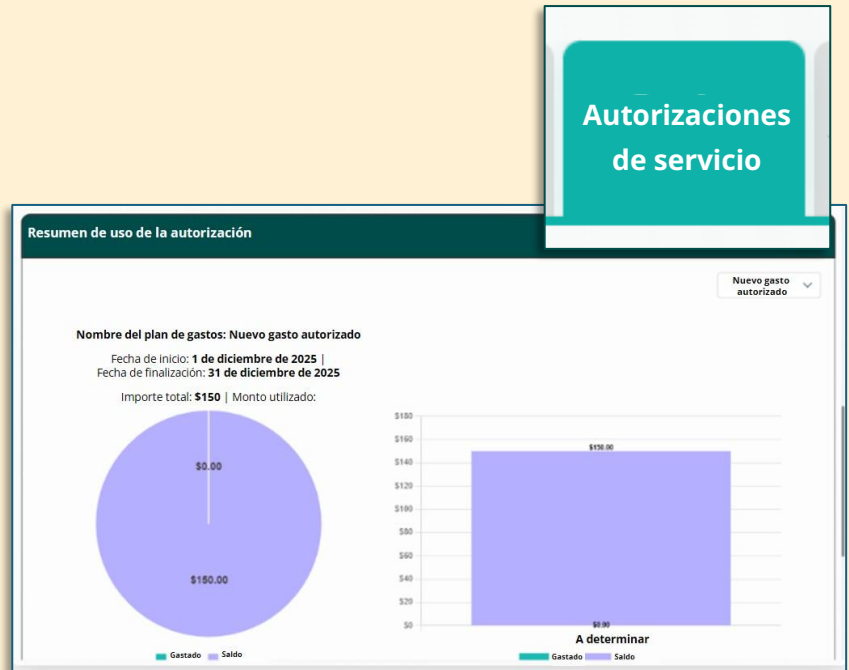 Autorizaciones
de servicio
Resumen de uso de la autorización
Nuevo gasto
autorizado
Nombre del plan de gastos: Nuevo gasto autorizado
Fecha de inicio: 1 de diciembre de 2025 |
Fecha de finalización: 31 de diciembre de 2025
Importe total: $150 | Monto utilizado:
$0.00
$150.00
Gastado Saldo
$180
$160
$140
$120
$100
$80
$60
$40
$20
$0
$150.00
$0.00
A determinar
Gastado Saldo